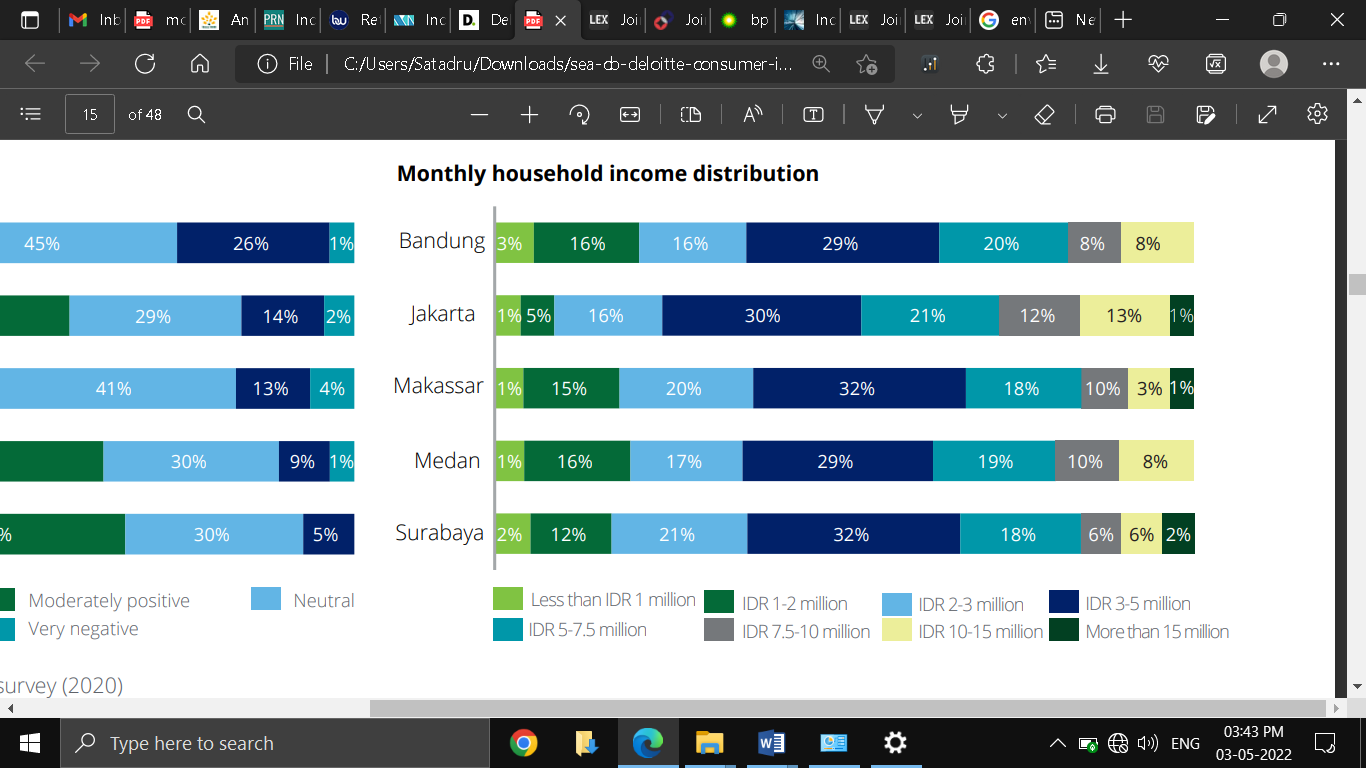 Inb
mc
An
Inc
Ret
Inc
Del
Joi
Joi
bp
Inc
Joi
Joi
env
Ne
File
C:/Users/Satadru/Downloads/sea-cb-deloitte-consumer-i...
15 of 48
Monthly household income distribution
45% 26% 1%
Bandung 3% 16% 16% 29% 20% 8% 8%
29% 14% 2%
Jakarta 1% 5% 16% 30% 21% 12% 13% 1%
41% 13% 4%
Makassar 1% 15% 20% 32% 18% 10% 3% 1%
30% 9% 1%
Medan 1% 16% 17% 29% 19% 10% 8%
% 30% 5%
Surabaya 2% 12% 21% 32% 18% 6% 6% 2%
Moderately positive Neutral
Very negative
Less than IDR 1 million IDR 1-2 million IDR 2-3 million IDR 3-5 million
IDR 5-7.5 million IDR 7.5-10 million IDR 10-15 million More than 15 million
survey (2020)
Type here to search
ENG
03:43 PM
03-05-2022